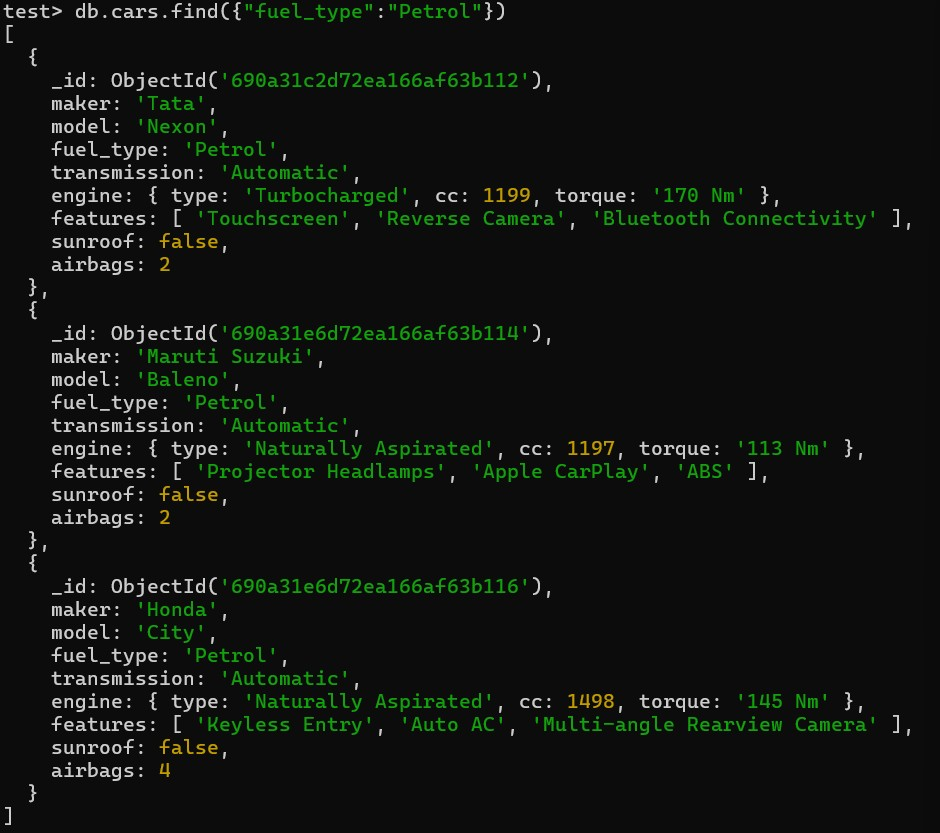 test> db.cars.find({"fuel_type":"Petrol"})
[
  {
    _id: ObjectId('690a31c2d72ea166af63b112'),
    maker: 'Tata',
    model: 'Nexon',
    fuel_type: 'Petrol',
    transmission: 'Automatic',
    engine: { type: 'Turbocharged', cc: 1199, torque: '170 Nm' },
    features: [ 'Touchscreen', 'Reverse Camera', 'Bluetooth Connectivity' ],
    sunroof: false,
    airbags: 2
  },
  {
    _id: ObjectId('690a31e6d72ea166af63b114'),
    maker: 'Maruti Suzuki',
    model: 'Baleno',
    fuel_type: 'Petrol',
    transmission: 'Automatic',
    engine: { type: 'Naturally Aspirated', cc: 1197, torque: '113 Nm' },
    features: [ 'Projector Headlamps', 'Apple CarPlay', 'ABS' ],
    sunroof: false,
    airbags: 2
  },
  {
    _id: ObjectId('690a31e6d72ea166af63b116'),
    maker: 'Honda',
    model: 'City',
    fuel_type: 'Petrol',
    transmission: 'Automatic',
    engine: { type: 'Naturally Aspirated', cc: 1498, torque: '145 Nm' },
    features: [ 'Keyless Entry', 'Auto AC', 'Multi-angle Rearview Camera' ],
    sunroof: false,
    airbags: 4
  }
]